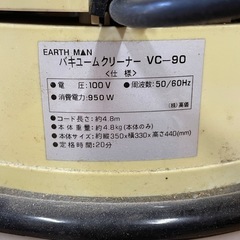 EARTH MAN
バキュームクリーナー VC-90
<仕 様>
●電 圧:100V ●周波数:50/60Hz
●消費電力:950W
(株)高儀
●コード長さ:約4.8m
●本体重量:約4.8kg(本体のみ)
●本体サイズ:約縦350x横330x高さ440(mm)
●定格時間:20分